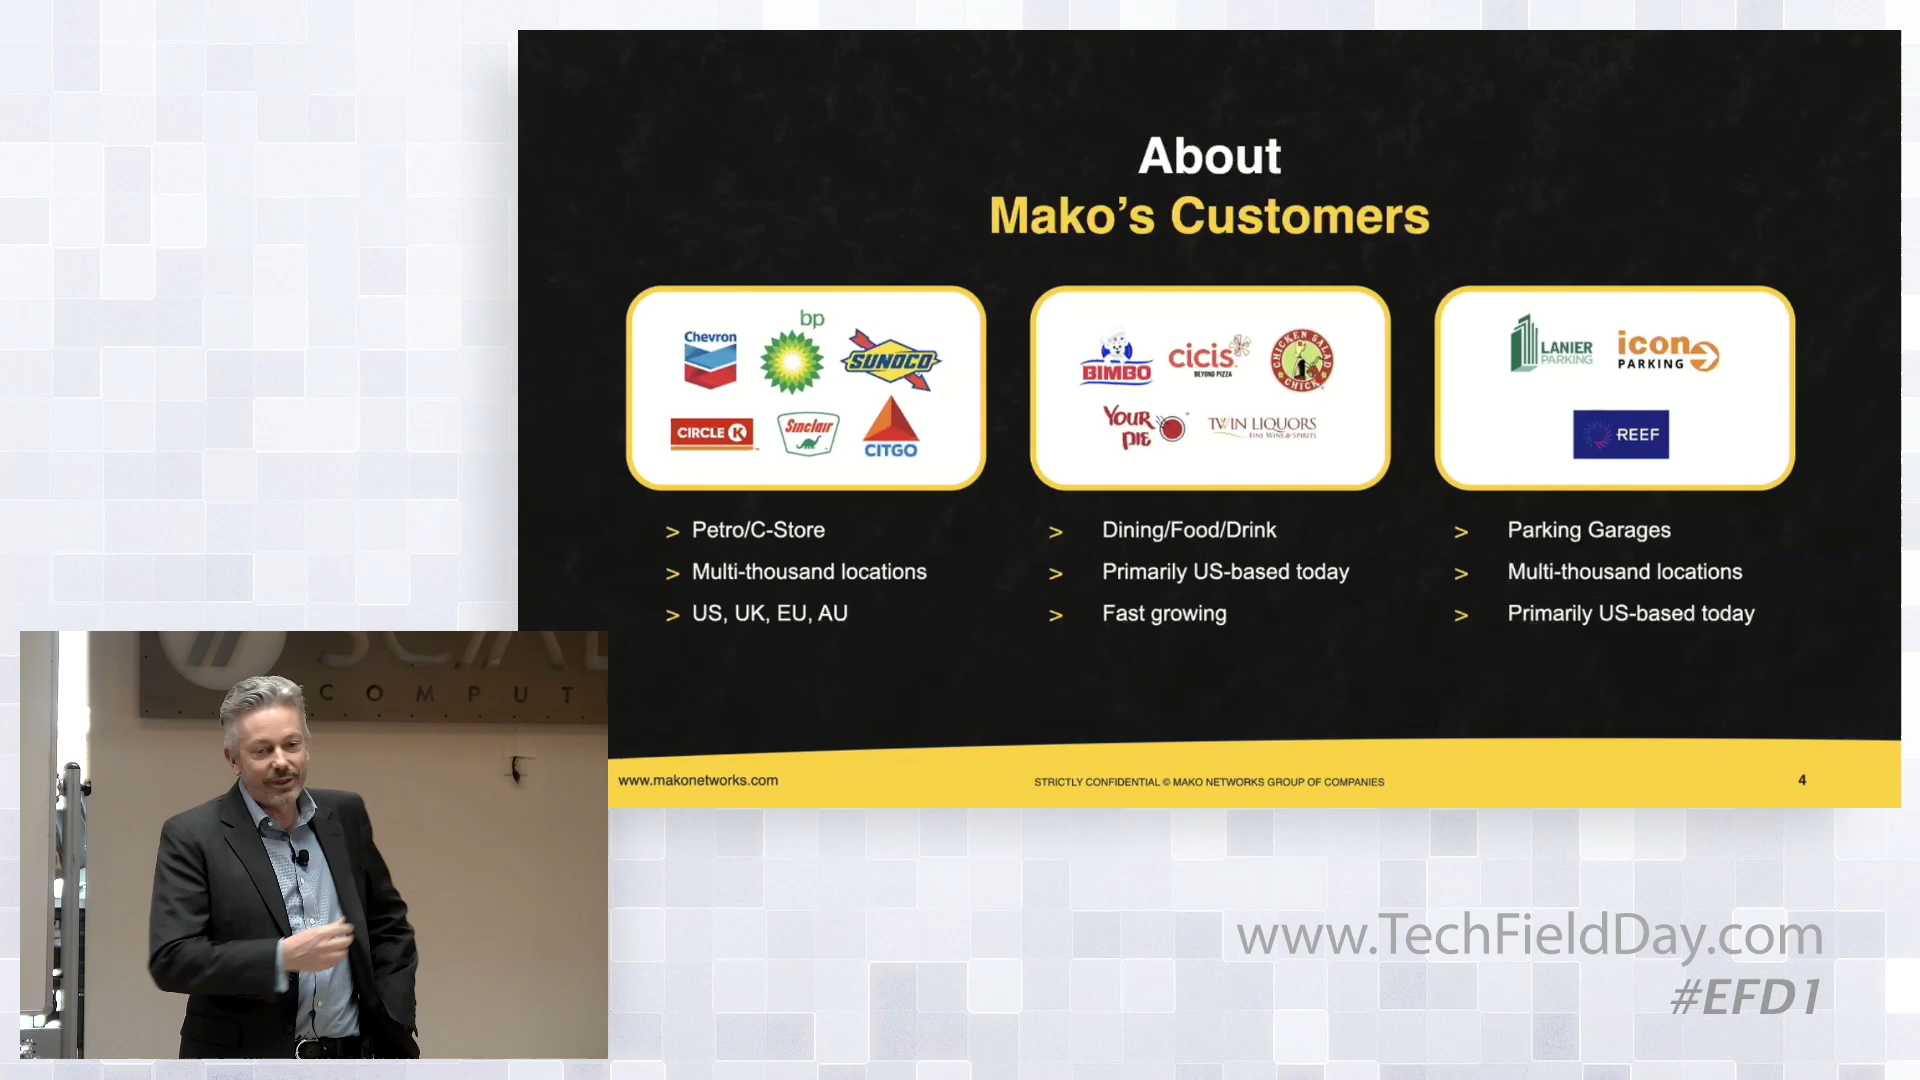 About
Mako's Customers
Chevron
bp
SUNOCO
CIRCLE K
Sinclair
CITGO
BIMBO
cicis
BEYOND PIZZA
CHICKEN SALAD
CHICK
YOUR
PIE
TWIN LIQUORS
FINE WINE & SPIRITS
LANIER
PARKING
icon
PARKING
REEF
> Petro/C-Store
> Multi-thousand locations
> US, UK, EU, AU
> Dining/Food/Drink
> Primarily US-based today
> Fast growing
> Parking Garages
> Multi-thousand locations
> Primarily US-based today
www.makonetworks.com
STRICTLY CONFIDENTIAL © MAKO NETWORKS GROUP OF COMPANIES
4
COMPUT
www.TechFieldDay.com
#EFD1